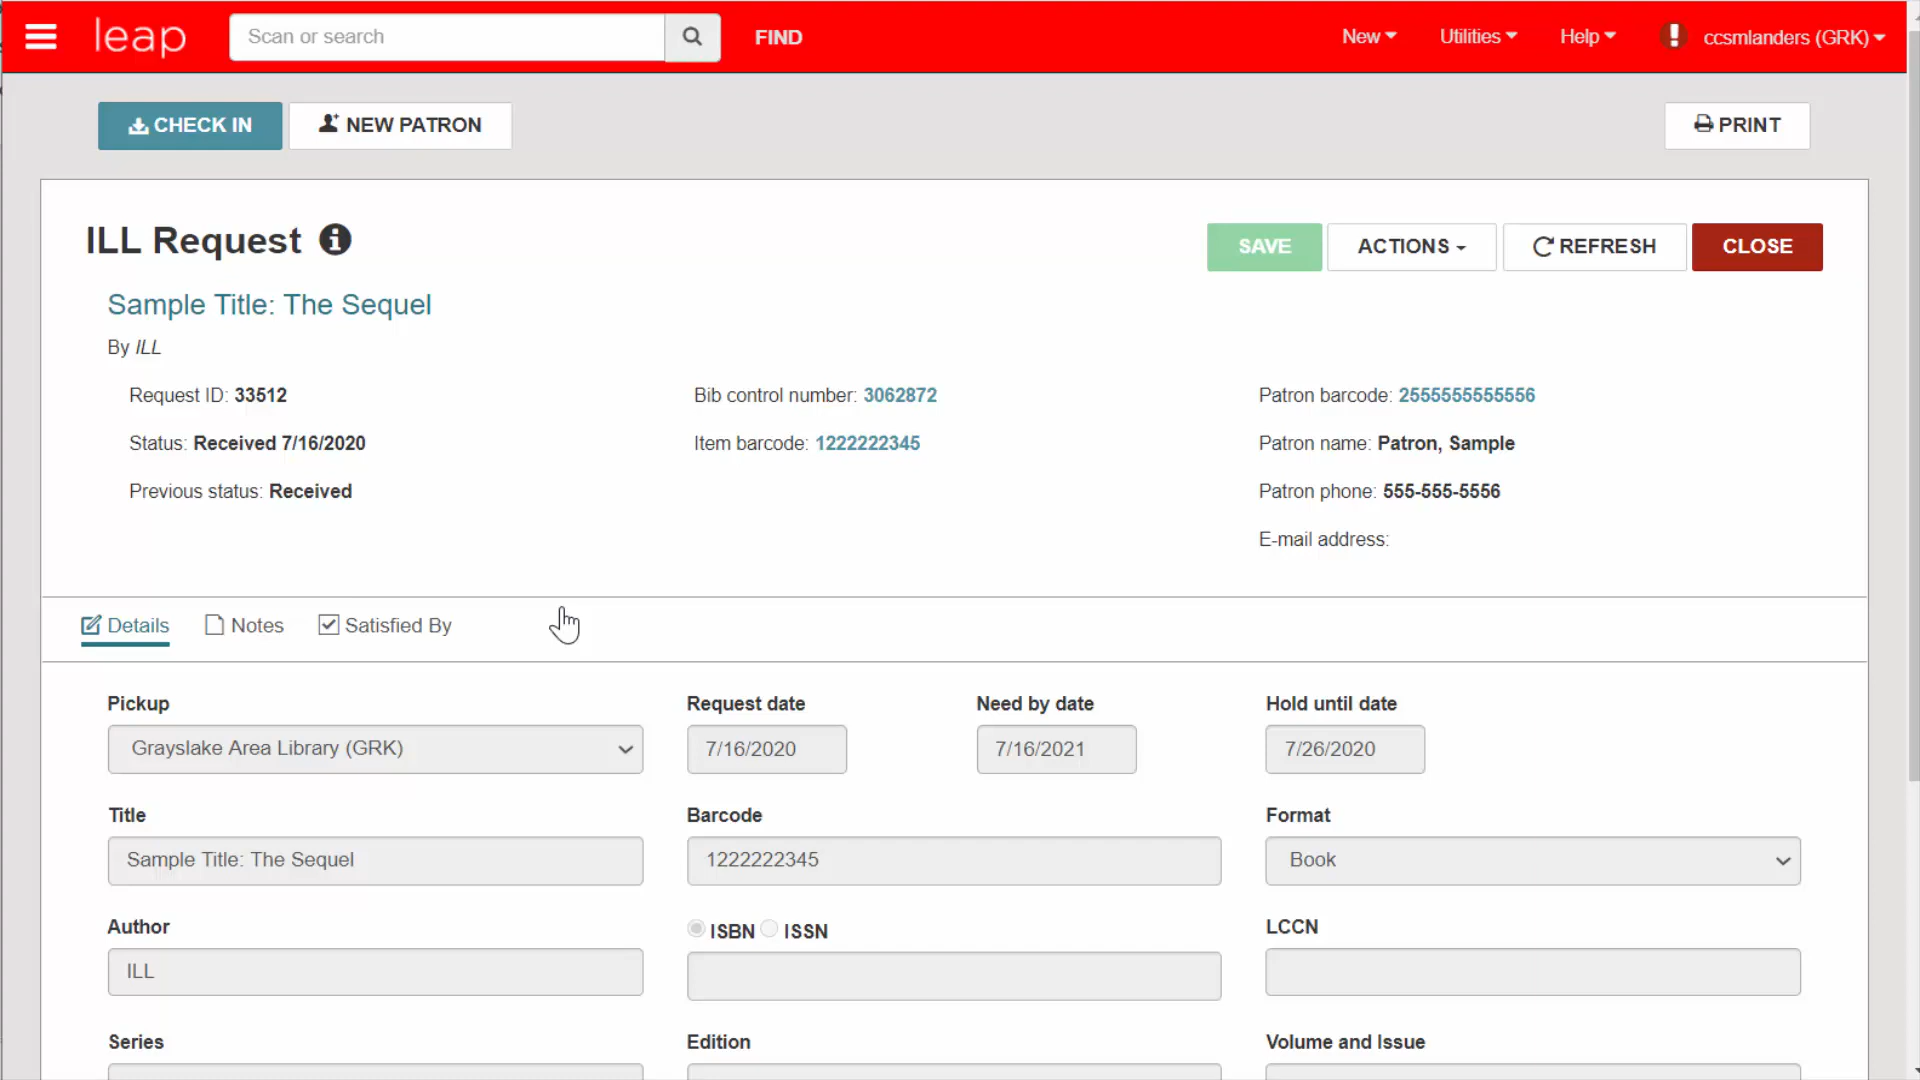 leap
Scan or search
FIND
New
Utilities
Help
ccsmlanders (GRK)
CHECK IN
NEW PATRON
PRINT
ILL Request
SAVE
ACTIONS
REFRESH
CLOSE
Sample Title: The Sequel
By ILL
Request ID: 33512
Bib control number: 3062872
Patron barcode: 2555555555556
Status: Received 7/16/2020
Item barcode: 1222222345
Patron name: Patron, Sample
Previous status: Received
Patron phone: 555-555-5556
E-mail address:
Details
Notes
Satisfied By
Pickup
Request date
Need by date
Hold until date
Grayslake Area Library (GRK)
7/16/2020
7/16/2021
7/26/2020
Title
Barcode
Format
Sample Title: The Sequel
1222222345
Book
Author
ISBN
ISSN
LCCN
ILL
Series
Edition
Volume and Issue